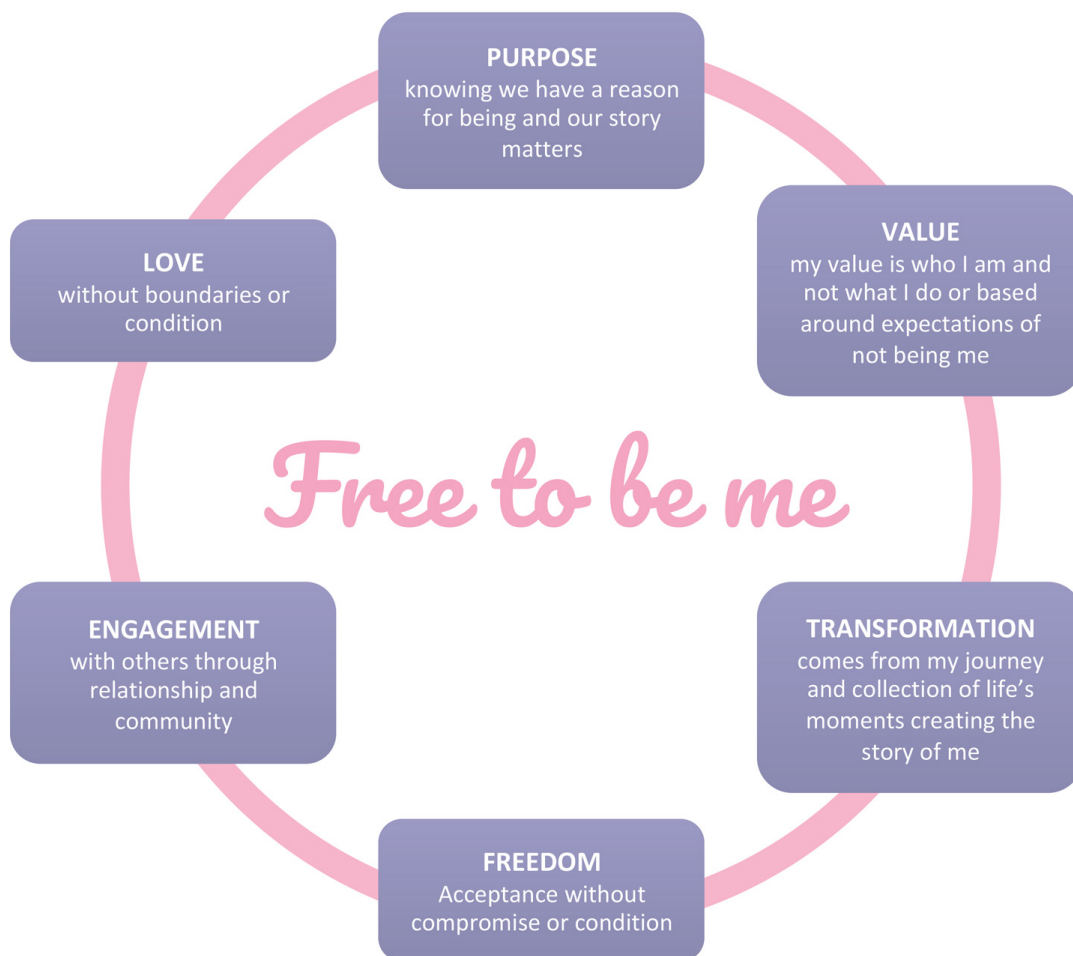 PURPOSE
knowing we have a reason
for being and our story
matters
VALUE
my value is who I am and
not what I do or based
around expectations of
not being me
TRANSFORMATION
comes from my journey
and collection of life’s
moments creating the
story of me
FREEDOM
Acceptance without
compromise or condition
ENGAGEMENT
with others through
relationship and
community
LOVE
without boundaries or
condition
Free to be me